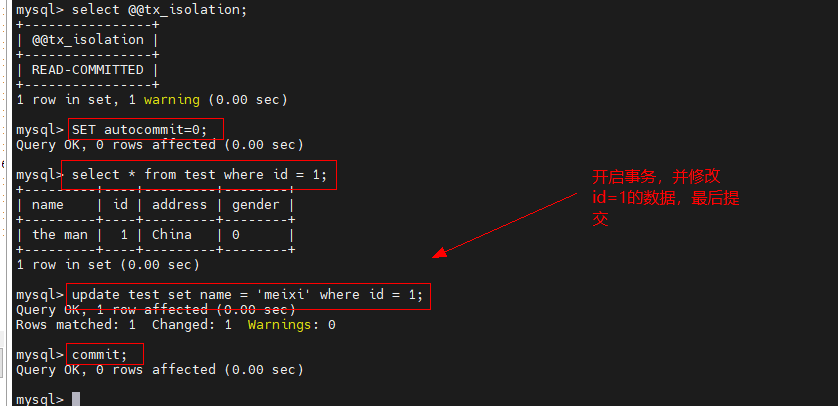 mysql> select @@tx_isolation;
+----------------+
| @@tx_isolation |
+----------------+
| READ-COMMITTED |
+----------------+
1 row in set, 1 warning (0.00 sec)
mysql> SET autocommit=0;
Query OK, 0 rows affected (0.00 sec)
mysql> select * from test where id = 1;
+---------+----+---------+--------+
| name    | id | address | gender |
+---------+----+---------+--------+
| the man |  1 | China   | 0      |
+---------+----+---------+--------+
1 row in set (0.00 sec)
mysql> update test set name = 'meixi' where id = 1;
Query OK, 1 row affected (0.00 sec)
Rows matched: 1  Changed: 1  Warnings: 0
mysql> commit;
Query OK, 0 rows affected (0.00 sec)
mysql>
开启事务，并修改
id=1的数据，最后提
交